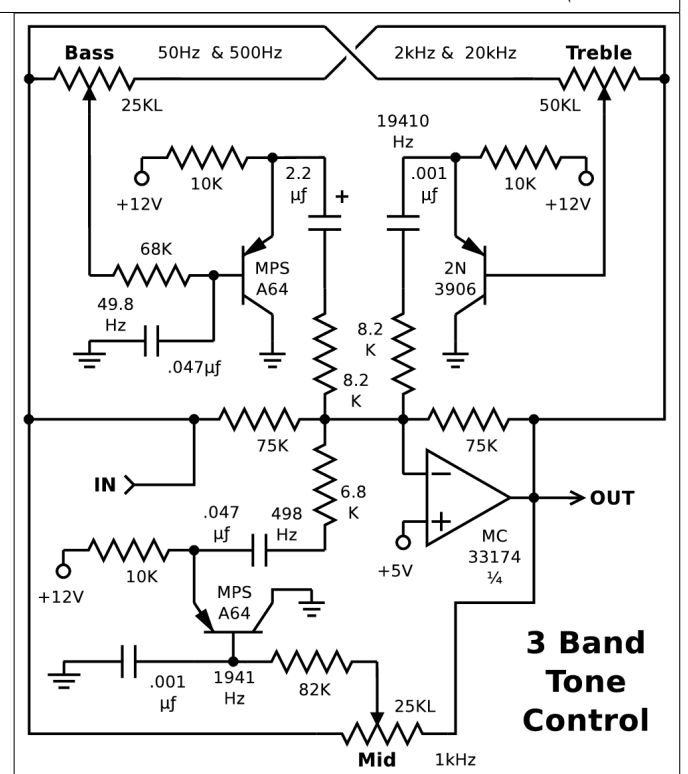 Bass
50Hz & 500Hz
2kHz & 20kHz
Treble
25KL
50KL
19410
Hz
10K
+12V
2.2
µf
+
.001
µf
10K
+12V
68K
MPS
A64
2N
3906
49.8
Hz
.047µf
8.2
K
8.2
K
75K
75K
IN
6.8
K
OUT
MC
33174
¼
+5V
.047
µf
498
Hz
10K
+12V
MPS
A64
.001
µf
1941
Hz
82K
25KL
Mid
1kHz
3 Band
Tone
Control